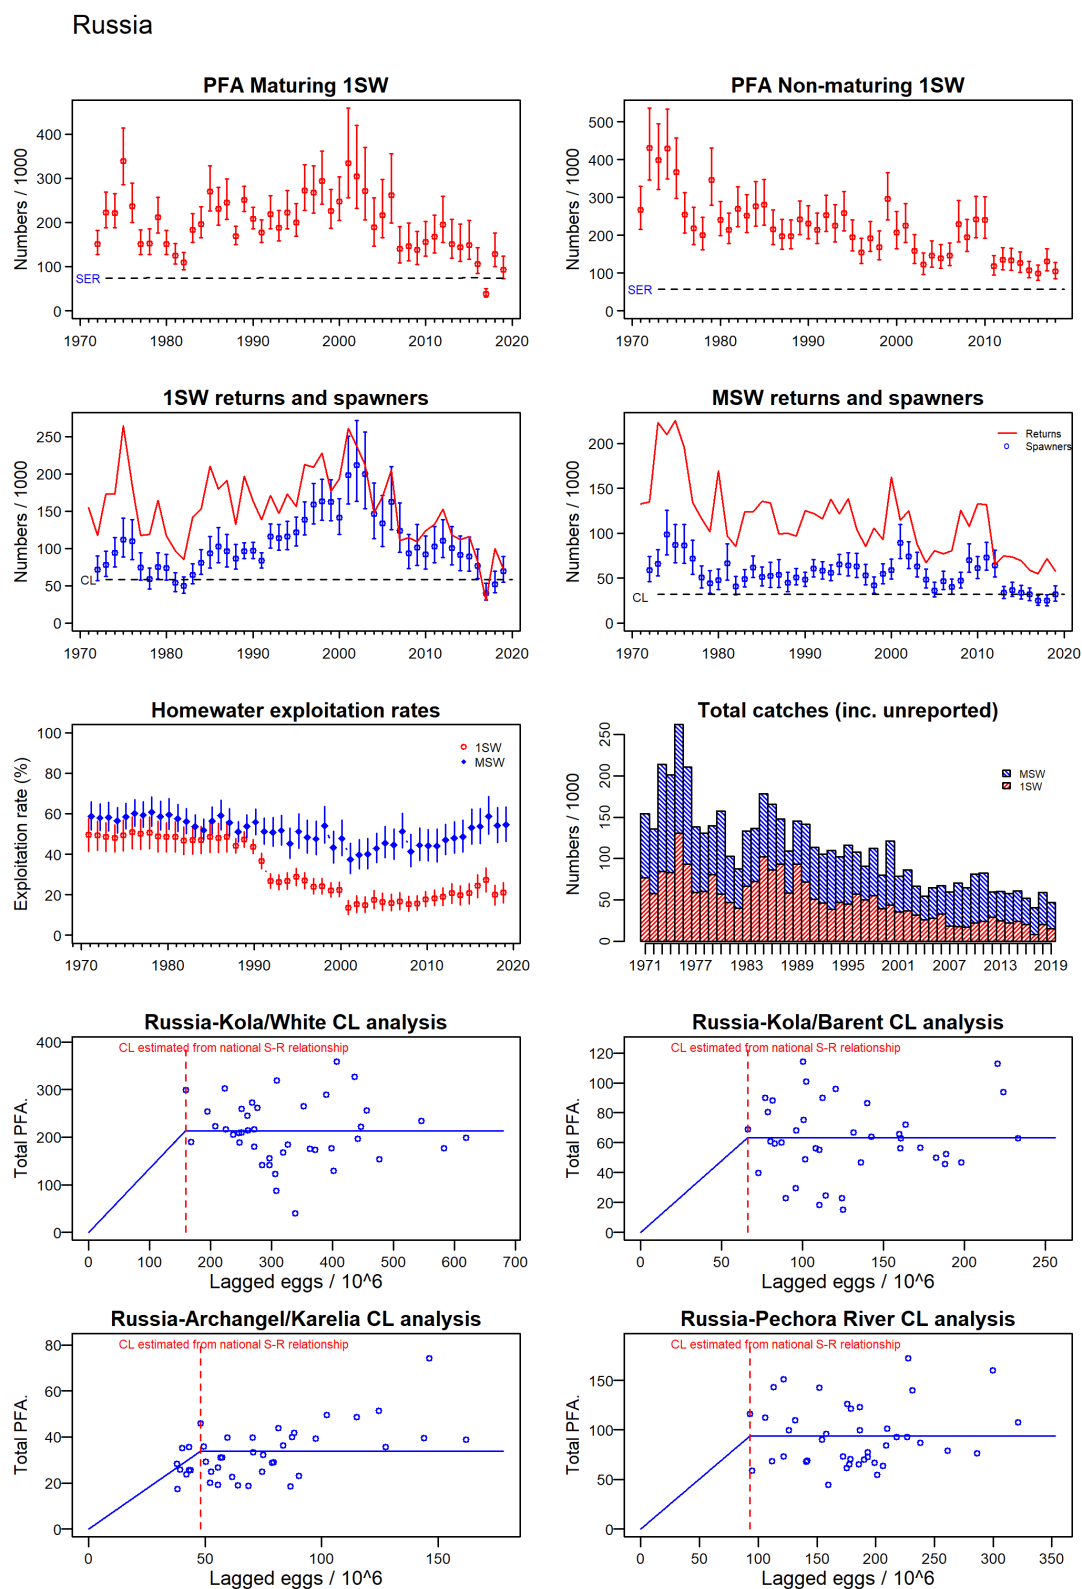 Russia
PFA Maturing 1SW
Numbers / 1000
400
300
200
100
0
SER
1970 1980 1990 2000 2010 2020
PFA Non-maturing 1SW
Numbers / 1000
500
400
300
200
100
0
SER
1970 1980 1990 2000 2010
1SW returns and spawners
Numbers / 1000
250
200
150
100
50
0
CL
1970 1980 1990 2000 2010 2020
MSW returns and spawners
Numbers / 1000
200
150
100
50
0
CL
Returns
Spawners
1970 1980 1990 2000 2010 2020
Homewater exploitation rates
Exploitation rate (%)
100
80
60
40
20
0
1SW
MSW
1970 1980 1990 2000 2010 2020
Total catches (inc. unreported)
Numbers / 1000
250
200
150
100
50
0
MSW
1SW
1971 1977 1983 1989 1995 2001 2007 2013 2019
Russia-Kola/White CL analysis
CL estimated from national S-R relationship
Total PFA.
400
300
200
100
0
0 100 200 300 400 500 600 700
Lagged eggs / 10^6
Russia-Kola/Barent CL analysis
CL estimated from national S-R relationship
Total PFA.
120
100
80
60
40
20
0
0 50 100 150 200 250
Lagged eggs / 10^6
Russia-Archangel/Karelia CL analysis
CL estimated from national S-R relationship
Total PFA.
80
60
40
20
0
0 50 100 150
Lagged eggs / 10^6
Russia-Pechora River CL analysis
CL estimated from national S-R relationship
Total PFA.
150
100
50
0
0 50 100 150 200 250 300 350
Lagged eggs / 10^6